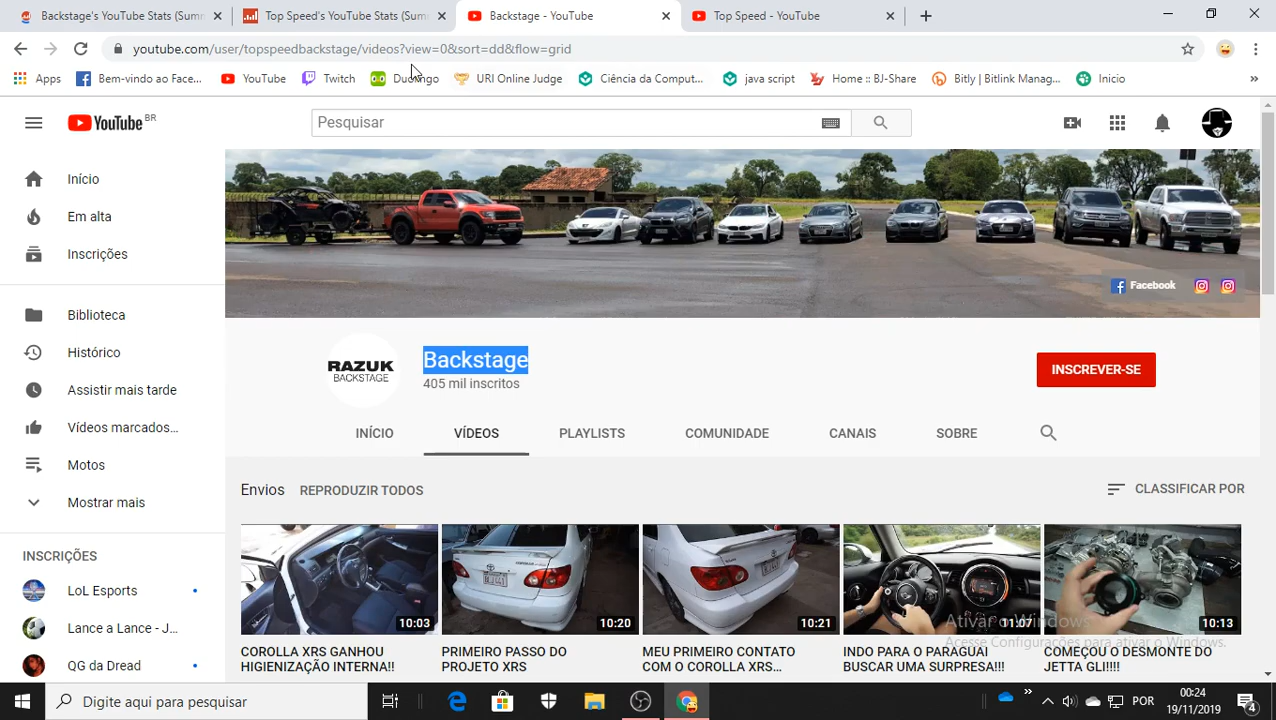 Backstage's YouTube Stats (Sumr
Top Speed's YouTube Stats (Sum
Backstage - YouTube
Top Speed - YouTube
youtube.com/user/topspeedbackstage/videos?view=0&sort=dd&flow=grid
Apps
Bem-vindo ao Face...
YouTube
Twitch
Duolingo
URI Online Judge
Ciência da Comput...
java script
Home :: BJ-Share
Bitly | Bitlink Manag...
Inicio
»
YouTube BR
Pesquisar
Início
Em alta
Inscrições
Biblioteca
Histórico
Assistir mais tarde
Vídeos marcados...
Motos
Mostrar mais
INSCRIÇÕES
LoL Esports
Lance a Lance - J...
QG da Dread
Facebook
RAZUK
BACKSTAGE
Backstage
405 mil inscritos
INSCREVER-SE
INÍCIO
VÍDEOS
PLAYLISTS
COMUNIDADE
CANAIS
SOBRE
Envios
REPRODUZIR TODOS
CLASSIFICAR POR
10:03
10:20
10:21
11:07
10:13
COROLLA XRS GANHOU
HIGIENIZAÇÃO INTERNA!!
PRIMEIRO PASSO DO
PROJETO XRS
MEU PRIMEIRO CONTATO
COM O COROLLA XRS...
INDO PARA O PARAGUAI
BUSCAR UMA SURPRESA!!!
COMEÇOU O DESMONTE DO
JETTA GLI!!!!
Ativar o Windows
Acesse Configurações para ativar o Windows.
Digite aqui para pesquisar
POR
00:24
19/11/2019
4